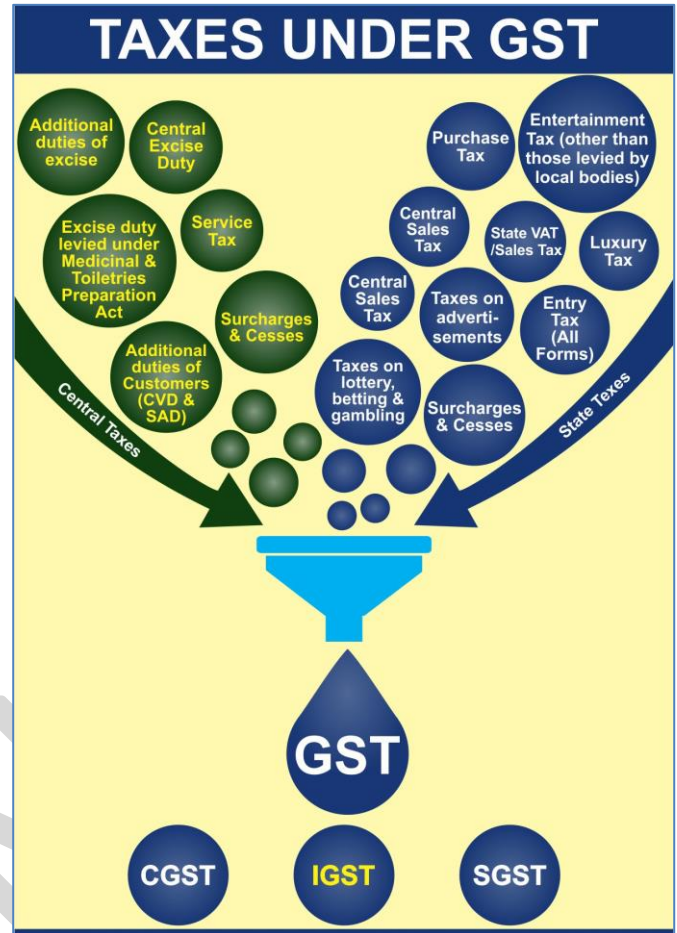 TAXES UNDER GST
Additional
duties of
excise
Central
Excise
Duty
Excise duty
levied under
Medicinal &
Toiletries
Preparation
Act
Service
Tax
Surcharges
& Cesses
Additional
duties of
Customers
(CVD &
SAD)
Central Taxes
Purchase
Tax
Entertainment
Tax (other than
those levied by
local bodies)
Central
Sales
Tax
State VAT
/Sales Tax
Luxury
Tax
Central
Sales
Tax
Taxes on
adverti-
sements
Entry
Tax
(All
Forms)
Taxes on
lottery,
betting &
gambling
Surcharges
& Cesses
State Texes
GST
CGST
IGST
SGST